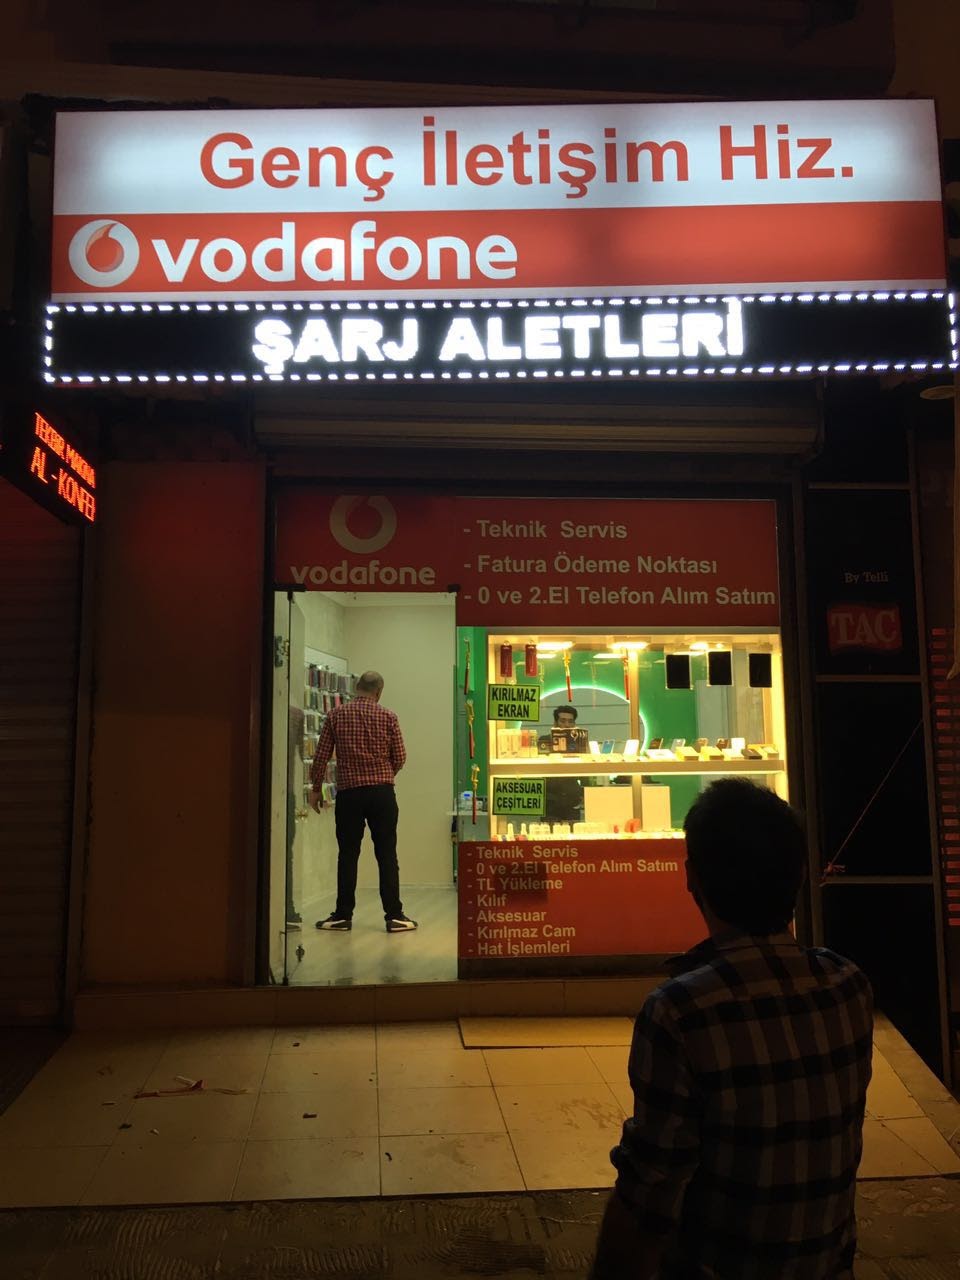 Genç İletişim Hiz.
vodafone
ŞARJ ALETLERİ
AL - KONFE
vodafone
- Teknik Servis
- Fatura Ödeme Noktası
- 0 ve 2.El Telefon Alım Satım
By Telli
TAC
KIRILMAZ
EKRAN
AKSESUAR
ÇEŞİTLERİ
- Teknik Servis
- 0 ve 2.El Telefon Alım Satım
- TL Yükleme
- Kılıf
- Aksesuar
- Kırılmaz Cam
- Hat İşlemleri